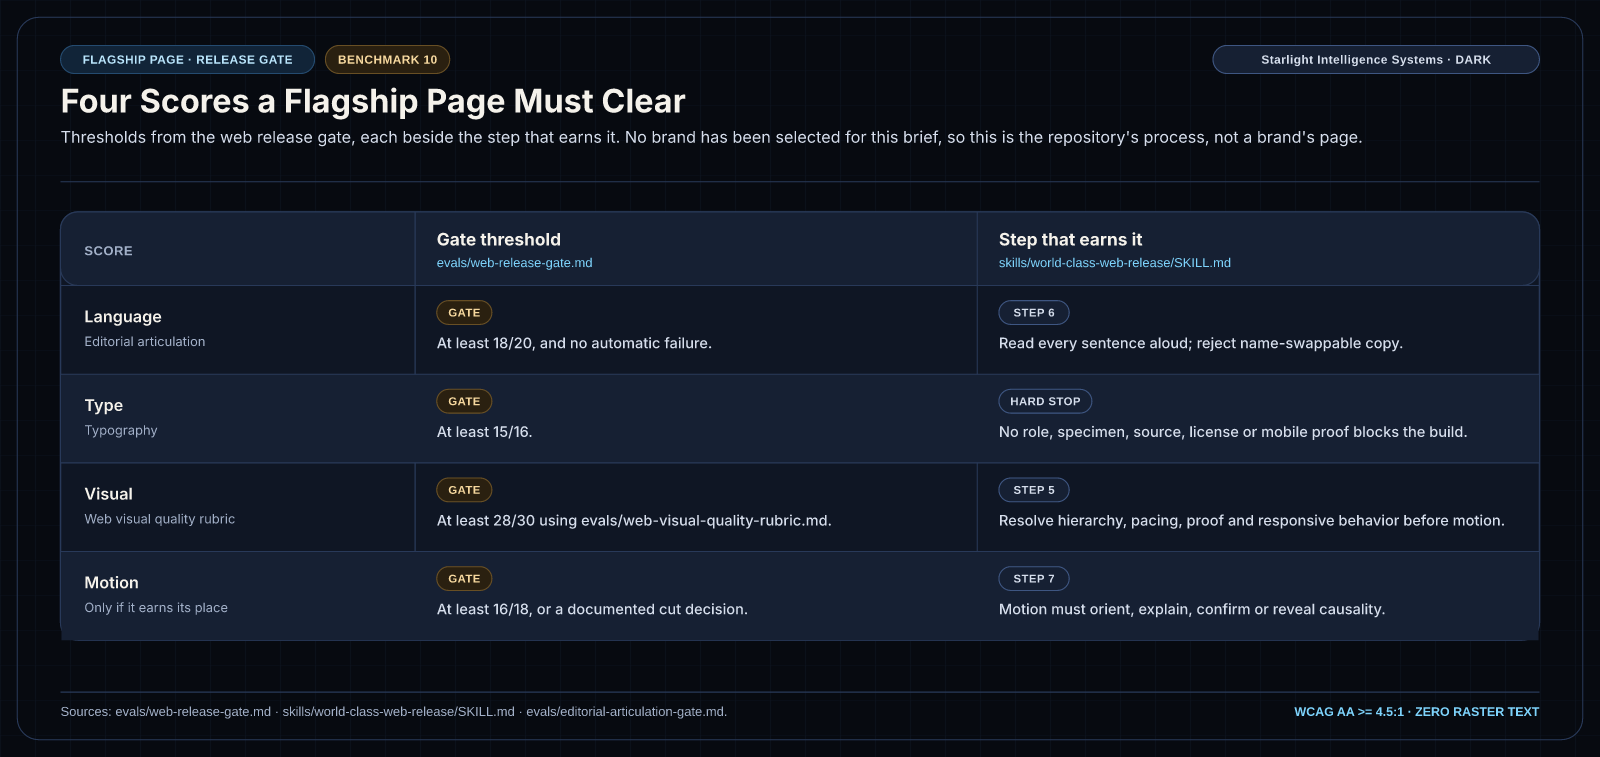 FLAGSHIP PAGE · RELEASE GATE
BENCHMARK 10
Starlight Intelligence Systems · DARK
Four Scores a Flagship Page Must Clear
Thresholds from the web release gate, each beside the step that earns it. No brand has been selected for this brief, so this is the repository's process, not a brand's page.
SCORE
Gate threshold
evals/web-release-gate.md
Step that earns it
skills/world-class-web-release/SKILL.md
Language
Editorial articulation
GATE
At least 18/20, and no automatic failure.
STEP 6
Read every sentence aloud; reject name-swappable copy.
Type
Typography
GATE
At least 15/16.
HARD STOP
No role, specimen, source, license or mobile proof blocks the build.
Visual
Web visual quality rubric
GATE
At least 28/30 using evals/web-visual-quality-rubric.md.
STEP 5
Resolve hierarchy, pacing, proof and responsive behavior before motion.
Motion
Only if it earns its place
GATE
At least 16/18, or a documented cut decision.
STEP 7
Motion must orient, explain, confirm or reveal causality.
Sources: evals/web-release-gate.md · skills/world-class-web-release/SKILL.md · evals/editorial-articulation-gate.md.
WCAG AA >= 4.5:1 · ZERO RASTER TEXT